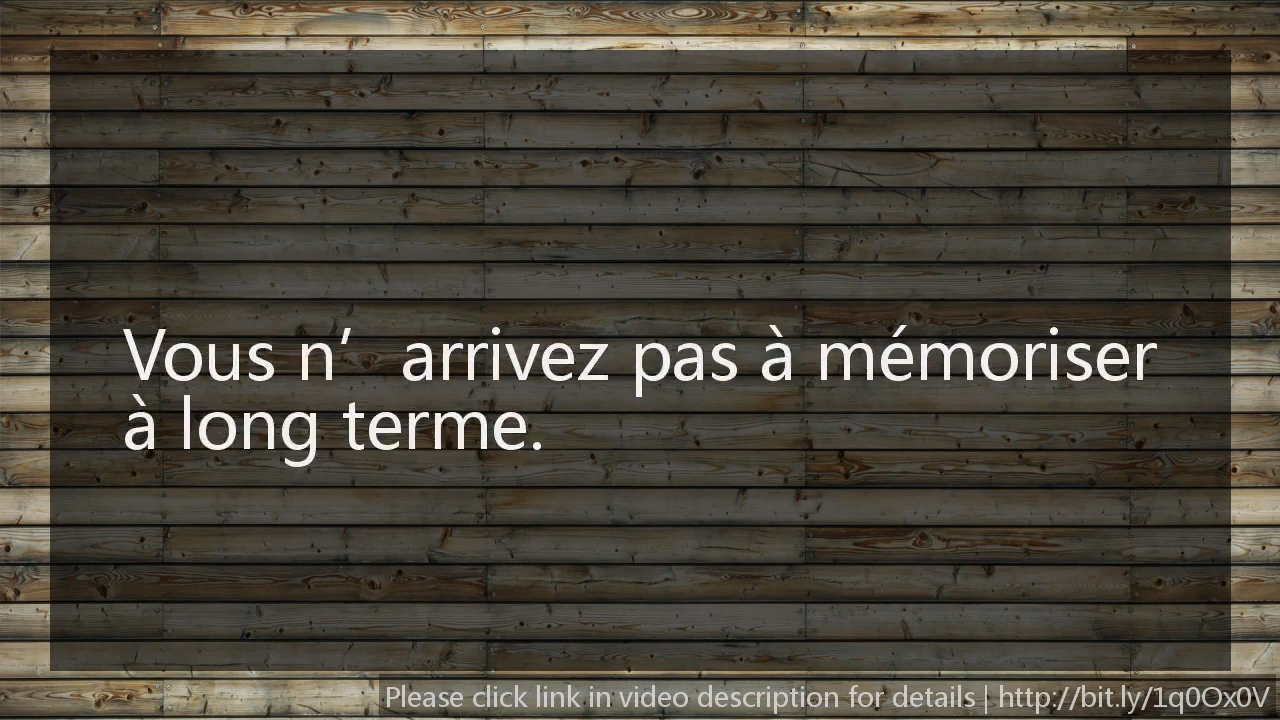 Vous n’arrivez pas à mémoriser
à long terme.
Please click link in video description for details | http://bit.ly/1q0Ox0V